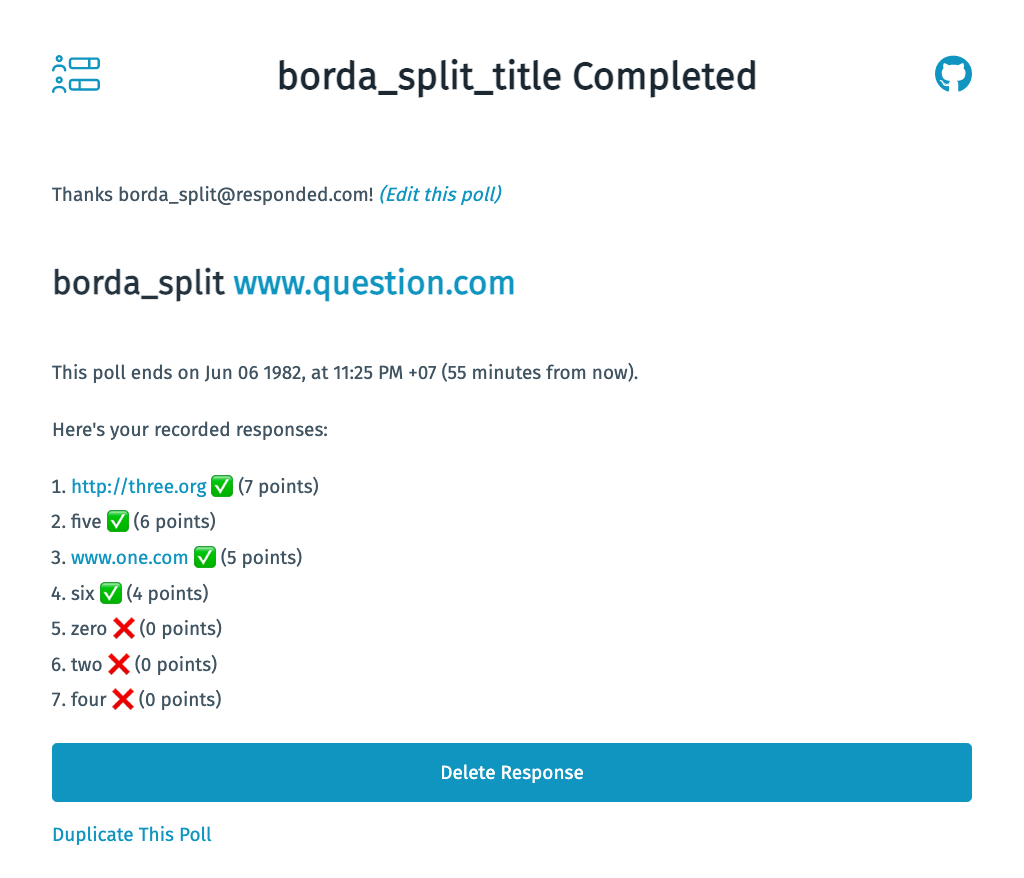 borda_split_title Completed
Thanks borda_split@responded.com! (Edit this poll)
borda_split www.question.com
This poll ends on Jun 06 1982, at 11:25 PM +07 (55 minutes from now).
Here's your recorded responses:
1. http://three.org ✅ (7 points)
2. five ✅ (6 points)
3. www.one.com ✅ (5 points)
4. six ✅ (4 points)
5. zero ❌ (0 points)
6. two ❌ (0 points)
7. four ❌ (0 points)
Delete Response
Duplicate This Poll